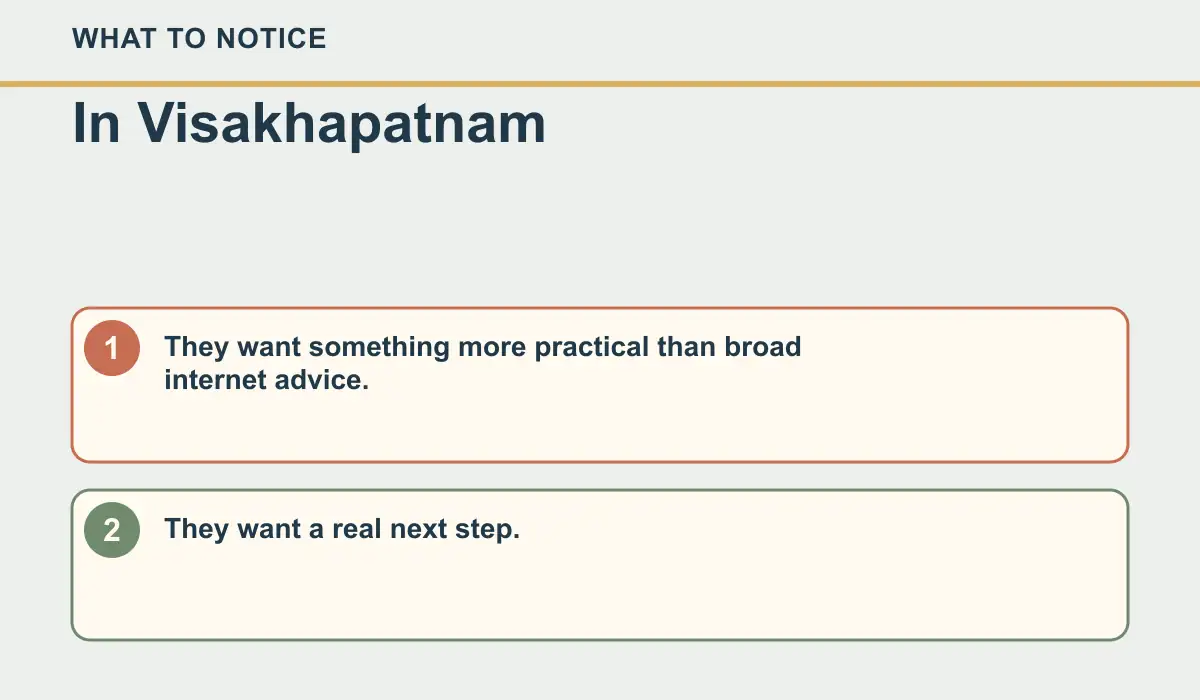 WHAT TO NOTICE
In Visakhapatnam
1
They want something more practical than broad
internet advice.
2
They want a real next step.